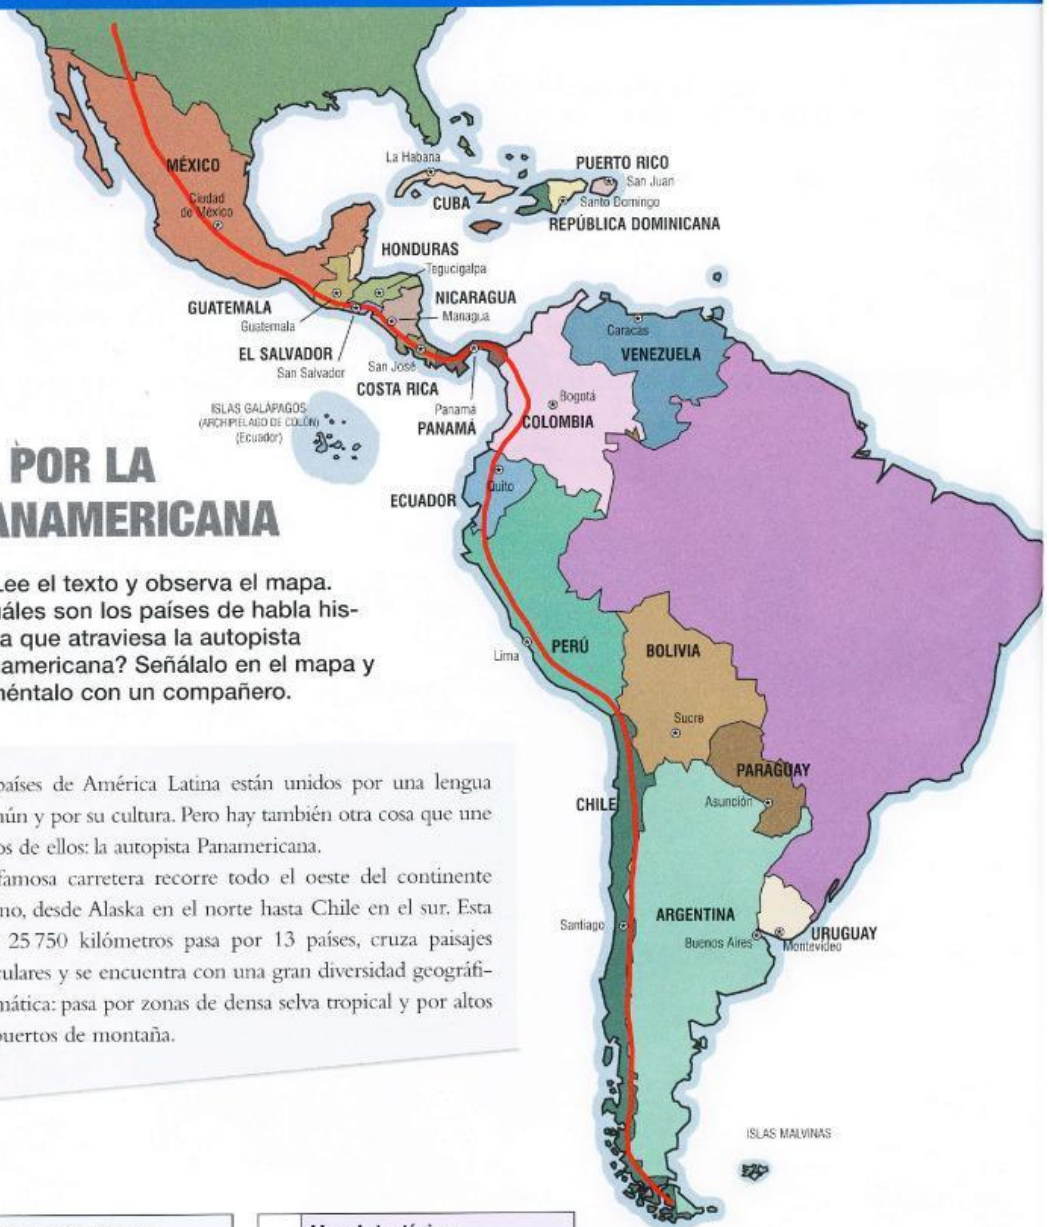 MÉXICO
Ciudad
de México
La Habana
CUBA
PUERTO RICO
San Juan
Santo Domingo
REPÚBLICA DOMINICANA
HONDURAS
Tegucigalpa
GUATEMALA
Guatemala
NICARAGUA
Managua
EL SALVADOR
San Salvador
San José
COSTA RICA
Panamá
PANAMÁ
Caracas
VENEZUELA
Bogotá
COLOMBIA
ISLAS GALÁPAGOS
(ARCHIPIÉLAGO DE COLÓN)
(Ecuador)
Quito
ECUADOR
POR LA
ANAMERICANA
Lee el texto y observa el mapa.
uáles son los países de habla his-
a que atraviesa la autopista
americana? Señálalo en el mapa y
méntalo con un compañero.
Lima
PERÚ
BOLIVIA
Sucre
PARAGUAY
Asunción
CHILE
Santiago
ARGENTINA
Buenos Aires
URUGUAY
Montevideo
ISLAS MALVINAS
países de América Latina están unidos por una lengua
mún y por su cultura. Pero hay también otra cosa que une
os de ellos: la autopista Panamericana.
famosa carretera recorre todo el oeste del continente
no, desde Alaska en el norte hasta Chile en el sur. Esta
25 750 kilómetros pasa por 13 países, cruza paisajes
culares y se encuentra con una gran diversidad geográfi-
mática: pasa por zonas de densa selva tropical y por altos
puertos de montaña.